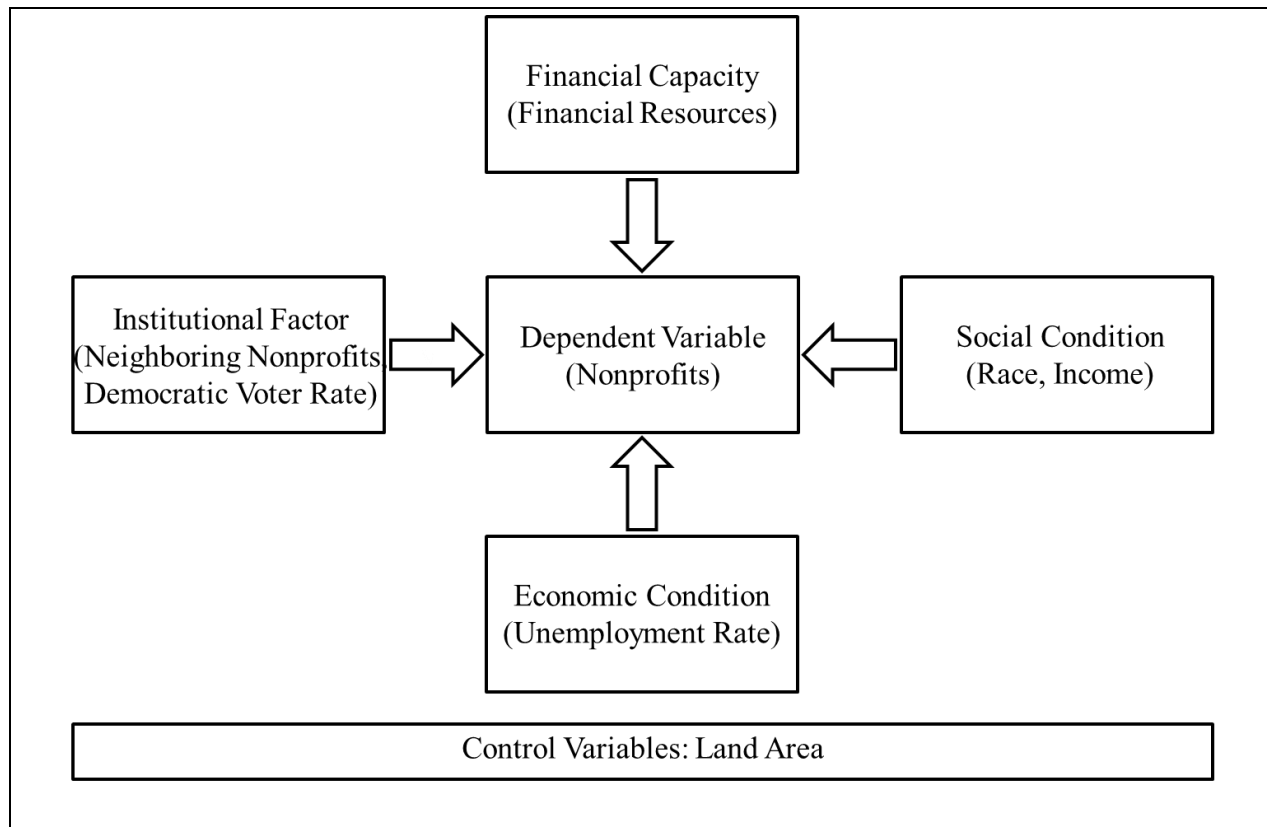 Financial Capacity
(Financial Resources)
Institutional Factor
(Neighboring Nonprofits,
Democratic Voter Rate)
Dependent Variable
(Nonprofits)
Social Condition
(Race, Income)
Economic Condition
(Unemployment Rate)
Control Variables: Land Area